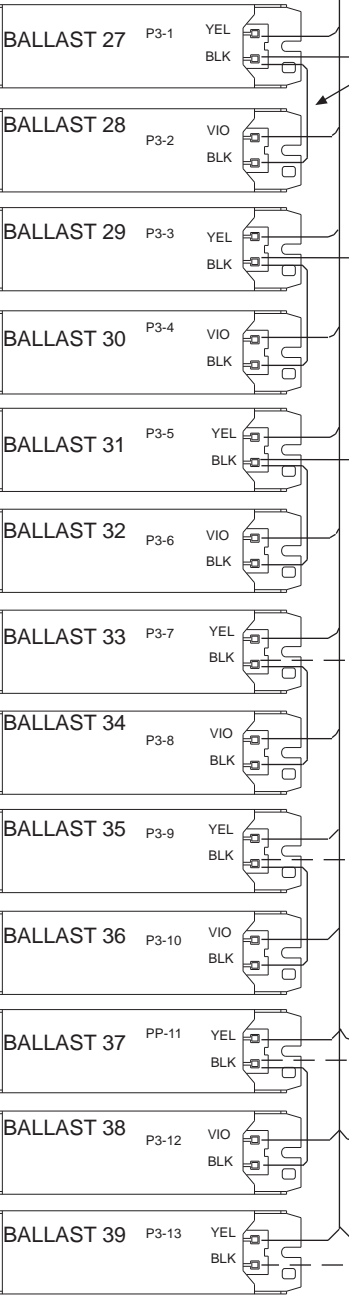 BALLAST 27 P3-1 YEL
BLK
BALLAST 28 P3-2 VIO
BLK
BALLAST 29 P3-3 YEL
BLK
BALLAST 30 P3-4 VIO
BLK
BALLAST 31 P3-5 YEL
BLK
BALLAST 32 P3-6 VIO
BLK
BALLAST 33 P3-7 YEL
BLK
BALLAST 34 P3-8 VIO
BLK
BALLAST 35 P3-9 YEL
BLK
BALLAST 36 P3-10 VIO
BLK
BALLAST 37 PP-11 YEL
BLK
BALLAST 38 P3-12 VIO
BLK
BALLAST 39 P3-13 YEL
BLK